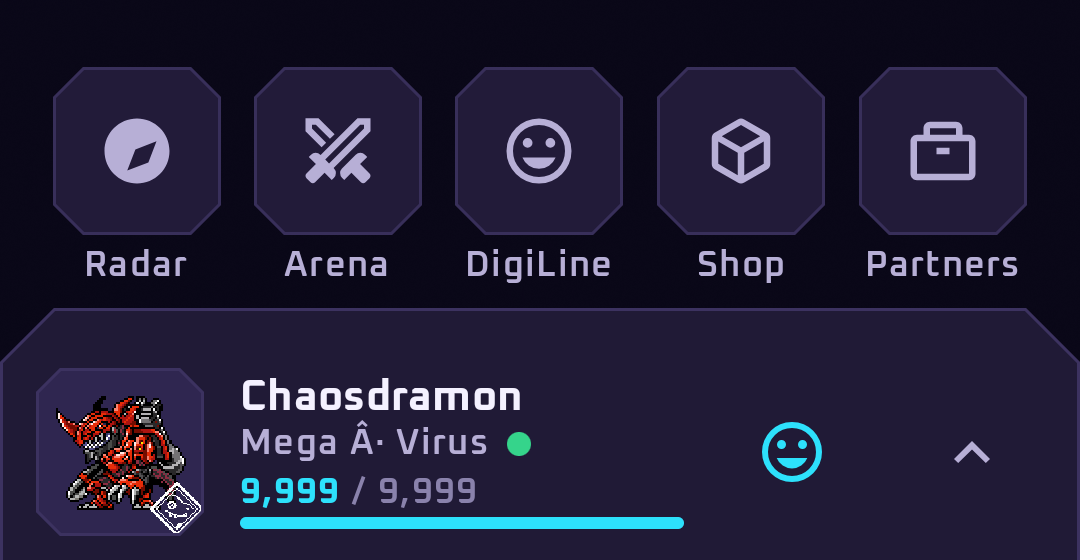 Radar
Arena
DigiLine
Shop
Partners
Chaosdramon
Mega Â· Virus
9,999 / 9,999